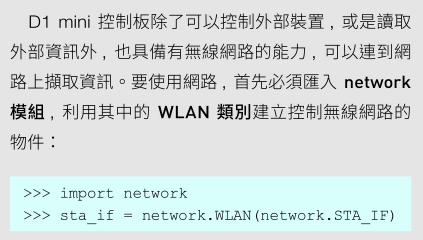 D1 mini 控制板除了可以控制外部裝置，或是讀取
外部資訊外，也具備有無線網路的能力，可以連到網
路上擷取資訊。要使用網路，首先必須匯入 network
模組，利用其中的 WLAN 類別建立控制無線網路的
物件：
>>> import network
>>> sta_if = network.WLAN(network.STA_IF)